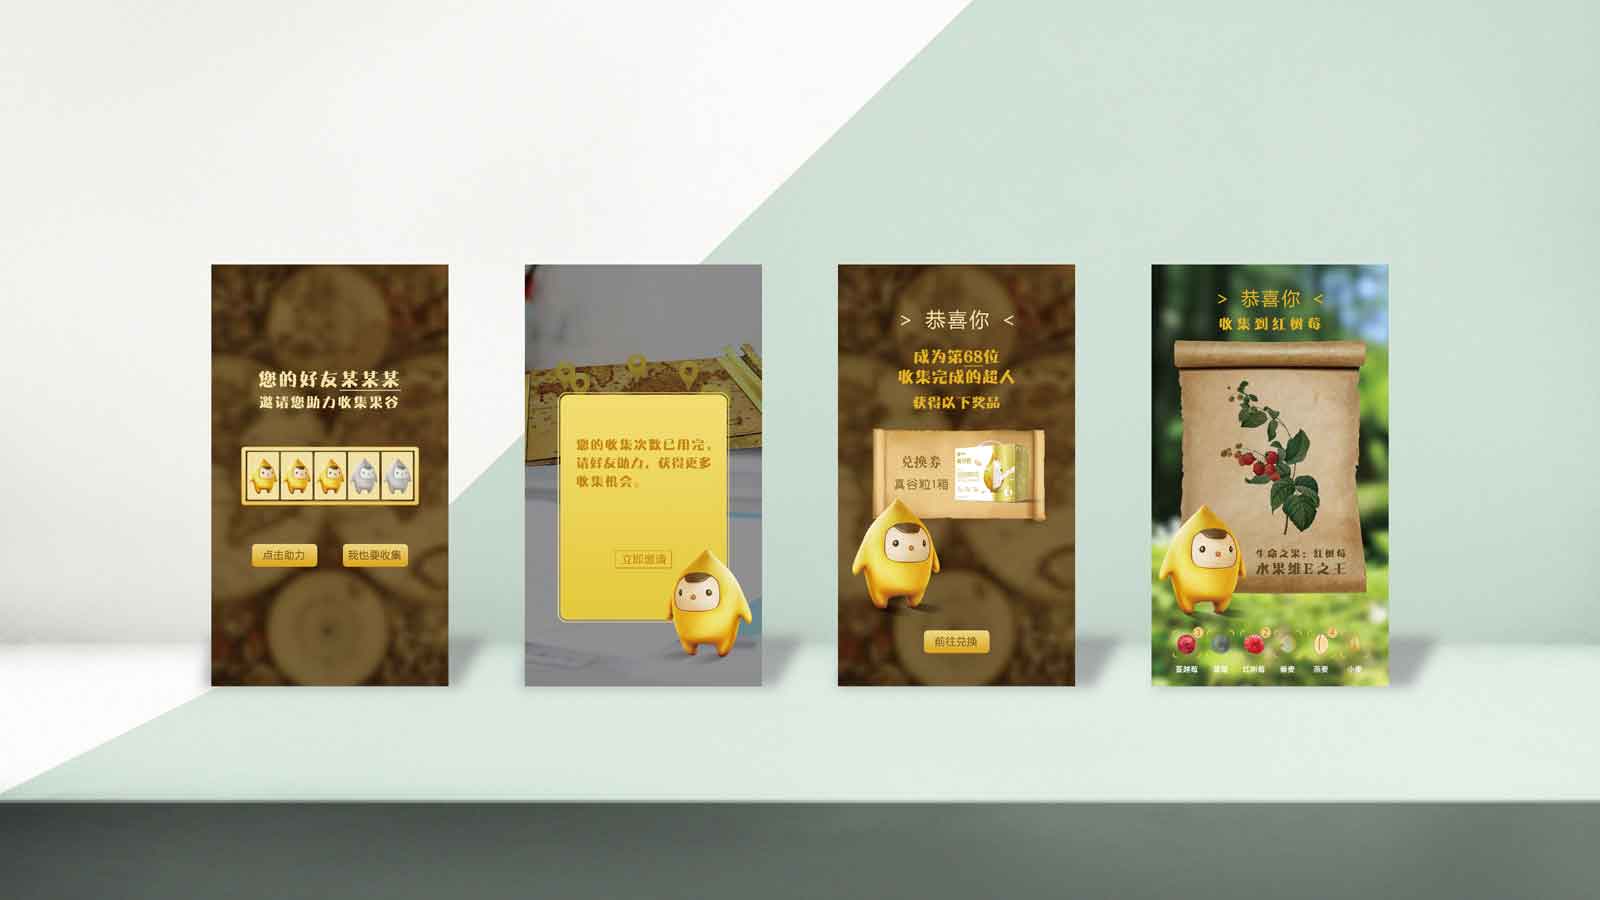 您的好友某某某
邀请您助力收集果谷
点击助力
我也要收集
您的收集次数已用完，
请好友助力，获得更多
收集机会。
立即邀请
> 恭喜你 <
成为第68位
收集完成的超人
获得以下奖品
兑换券
真谷粒1箱
前往兑换
> 恭喜你 <
收集到红树莓
生命之果：红树莓
水果维E之王
3
2
4
蔓越莓
蓝莓
红树莓
藜麦
燕麦
小麦